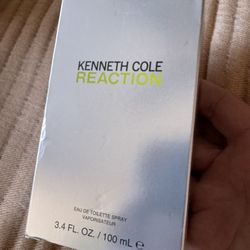 KENNETH COLE
REACTION
EAU DE TOILETTE SPRAY
VAPORISATEUR
3.4 FL. OZ. / 100 mL e